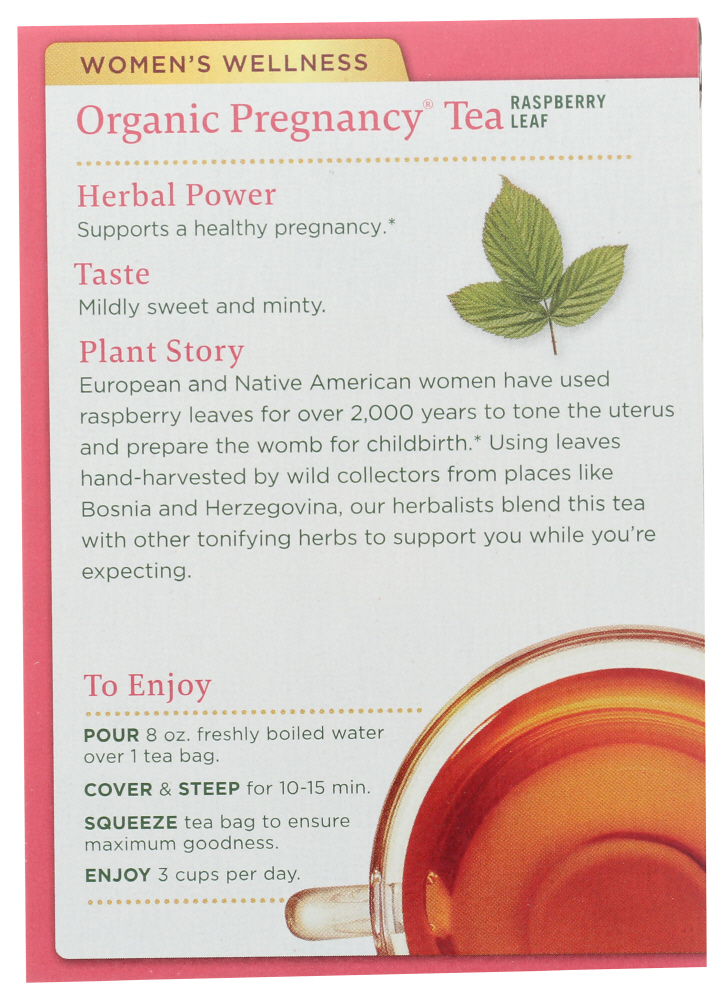 WOMEN'S WELLNESS
Organic Pregnancy® Tea RASPBERRY LEAF
Herbal Power
Supports a healthy pregnancy.*
Taste
Mildly sweet and minty.
Plant Story
European and Native American women have used
raspberry leaves for over 2,000 years to tone the uterus
and prepare the womb for childbirth.* Using leaves
hand-harvested by wild collectors from places like
Bosnia and Herzegovina, our herbalists blend this tea
with other tonifying herbs to support you while you're
expecting.
To Enjoy
POUR 8 oz. freshly boiled water
over 1 tea bag.
COVER & STEEP for 10-15 min.
SQUEEZE tea bag to ensure
maximum goodness.
ENJOY 3 cups per day.